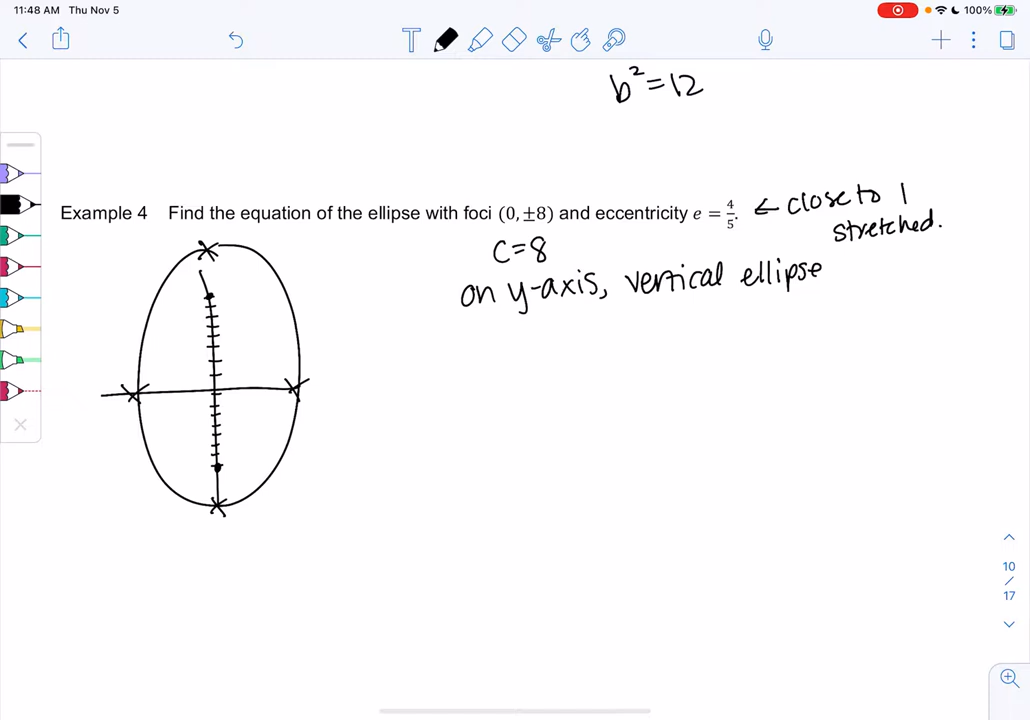 11:48 AM Thu Nov 5
100%
T
b²=12
Example 4 Find the equation of the ellipse with foci (0, ±8) and eccentricity e = 4/5. ← close to 1
stretched.
c=8
on y-axis, vertical ellipse
10
/
17